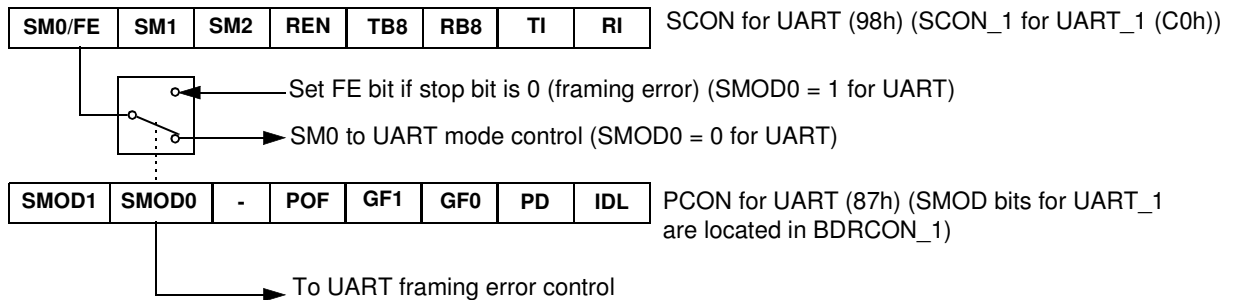 SM0/FE SM1 SM2 REN TB8 RB8 TI RI SCON for UART (98h) (SCON_1 for UART_1 (C0h))
Set FE bit if stop bit is 0 (framing error) (SMOD0 = 1 for UART)
SM0 to UART mode control (SMOD0 = 0 for UART)
SMOD1 SMOD0 - POF GF1 GF0 PD IDL PCON for UART (87h) (SMOD bits for UART_1
are located in BDRCON_1)
To UART framing error control